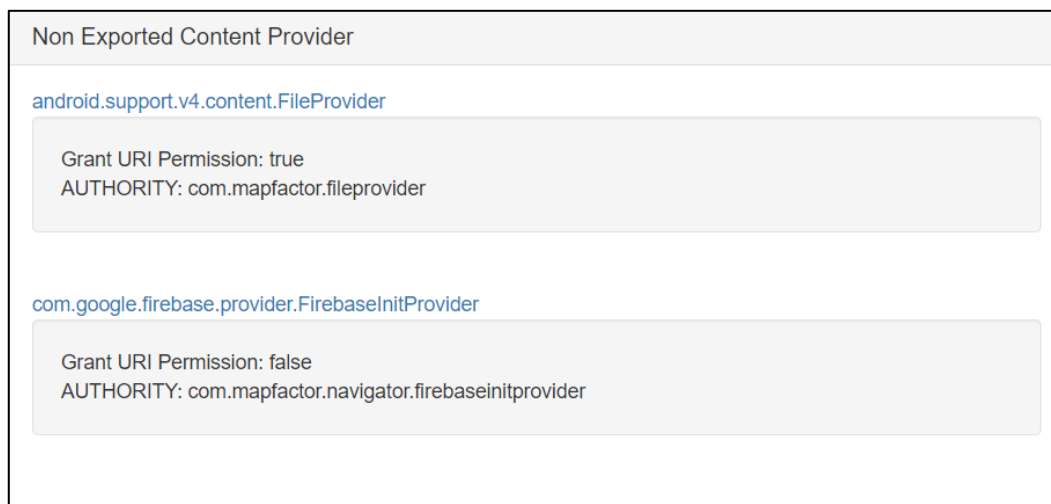 Non Exported Content Provider
android.support.v4.content.FileProvider
Grant URI Permission: true
AUTHORITY: com.mapfactor.fileprovider
com.google.firebase.provider.FirebaseInitProvider
Grant URI Permission: false
AUTHORITY: com.mapfactor.navigator.firebaseinitprovider